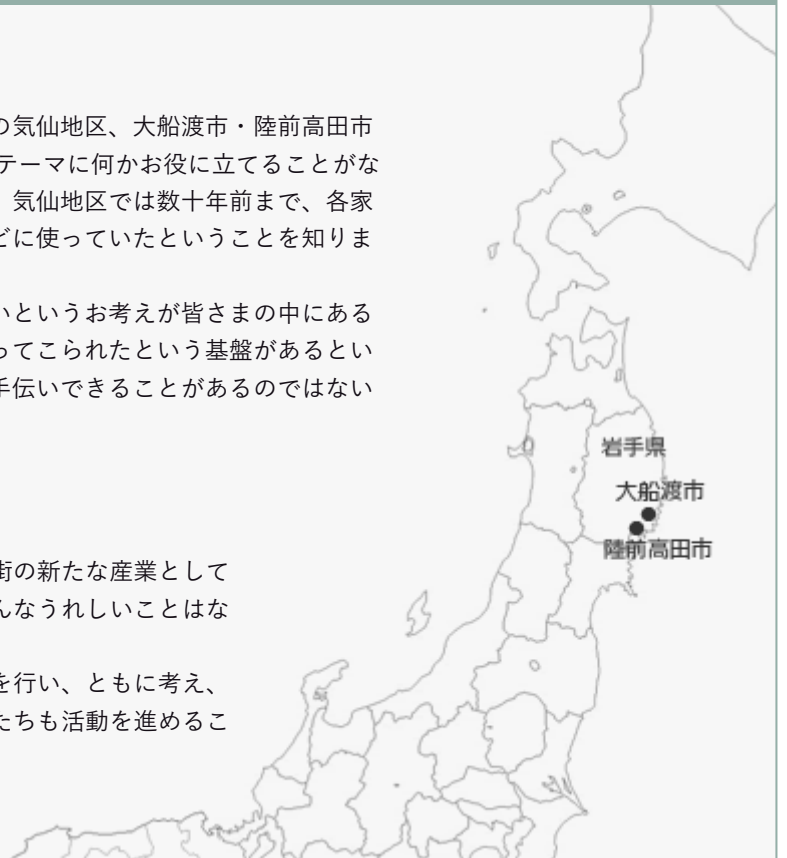 の気仙地区、大船渡市・陸前高田市
テーマに何かお役に立てることがな
気仙地区では数十年前まで、各家
どに使っていたということを知りま
いというお考えが皆さまの中にある
ってこられたという基盤があるとい
手伝いできることがあるのではない
街の新たな産業として
んなうれしいことはな
を行い、ともに考え、
たちも活動を進めるこ
岩手県
大船渡市
陸前高田市